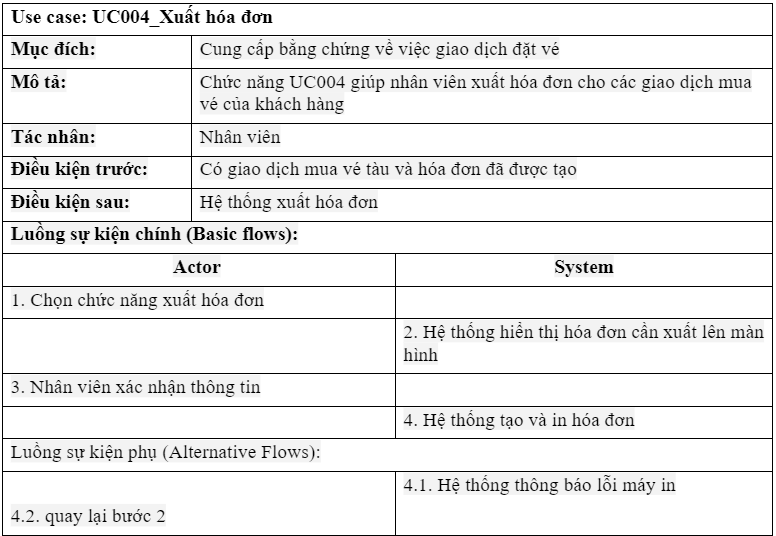 Use case: UC004_Xuất hóa đơn
Mục đích: Cung cấp bằng chứng về việc giao dịch đặt vé
Mô tả: Chức năng UC004 giúp nhân viên xuất hóa đơn cho các giao dịch mua
vé của khách hàng
Tác nhân: Nhân viên
Điều kiện trước: Có giao dịch mua vé tàu và hóa đơn đã được tạo
Điều kiện sau: Hệ thống xuất hóa đơn
Luồng sự kiện chính (Basic flows):
Actor System
1. Chọn chức năng xuất hóa đơn
2. Hệ thống hiển thị hóa đơn cần xuất lên màn
hình
3. Nhân viên xác nhận thông tin
4. Hệ thống tạo và in hóa đơn
Luồng sự kiện phụ (Alternative Flows):
4.1. Hệ thống thông báo lỗi máy in
4.2. quay lại bước 2